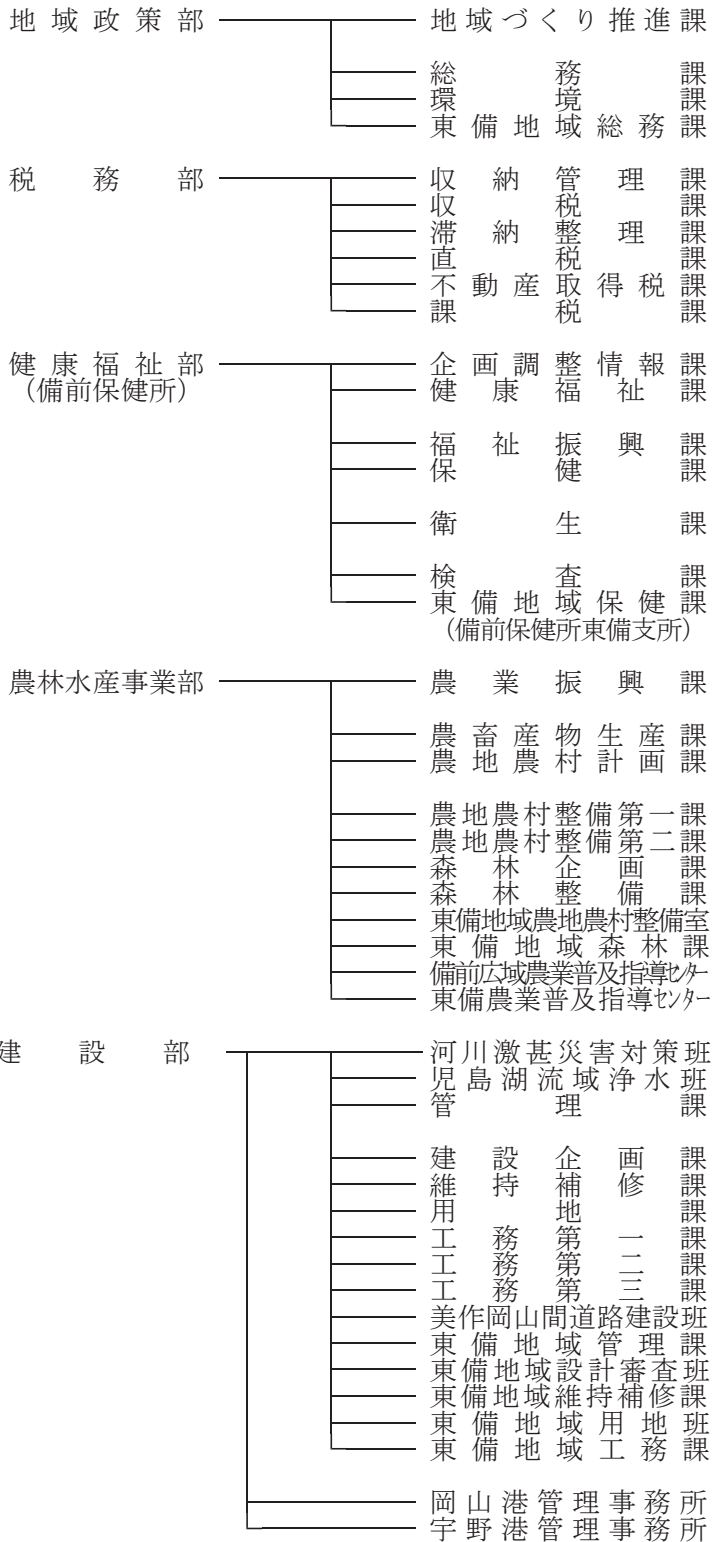 地域政策部 地域づくり推進課
総務課
環境課
東備地域総務課
税務部 収納管理課
収税課
滞納整理課
直税課
不動産取得税課
課税課
健康福祉部 企画調整情報課
(備前保健所) 健康福祉課
福祉振興課
保健課
衛生課
検査課
東備地域保健課
(備前保健所東備支所)
農林水産事業部 農業振興課
農畜産物生産課
農地農村計画課
農地農村整備第一課
農地農村整備第二課
森林企画課
森林整備課
東備地域農地農村整備室
東備地域森林課
備前広域農業普及指導センター
東備農業普及指導センター
建設部 河川激甚災害対策班
児島湖流域浄水班
管理課
建設企画課
維持補修課
用地課
工務第一課
工務第二課
工務第三課
美作岡山間道路建設班
東備地域管理課
東備地域設計審査班
東備地域維持補修課
東備地域用地班
東備地域工務課
岡山港管理事務所
宇野港管理事務所